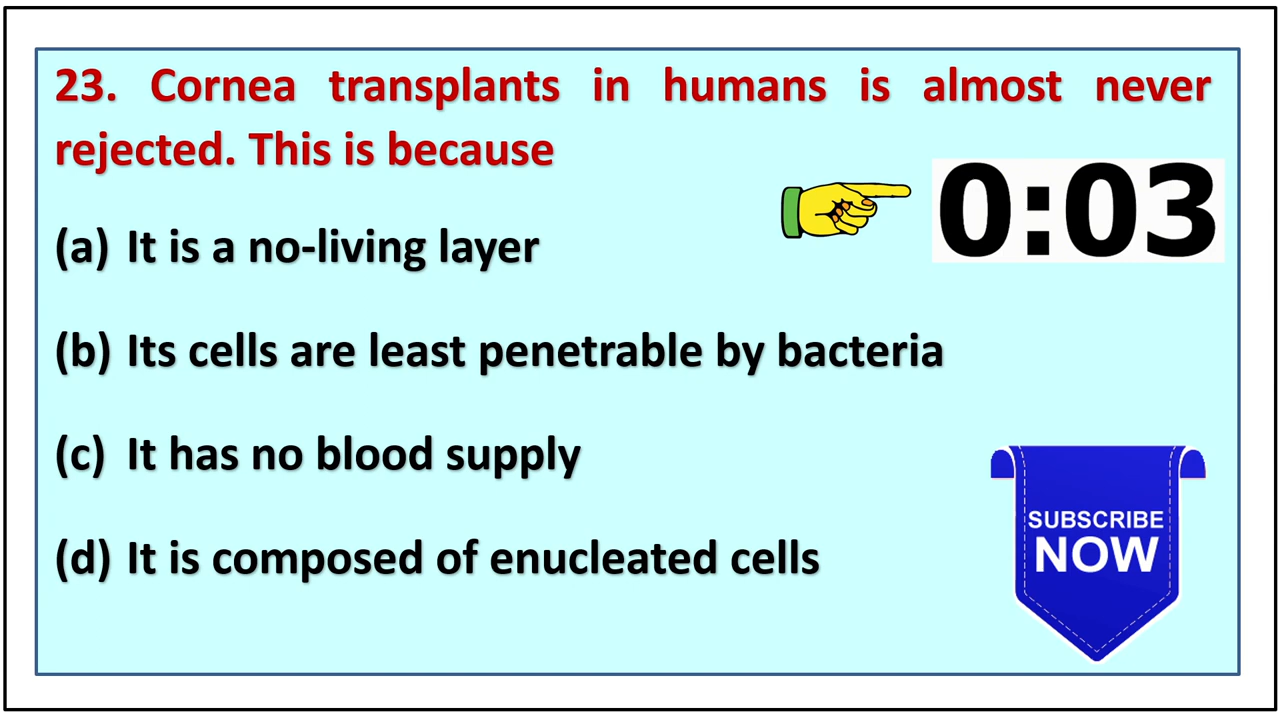 23. Cornea transplants in humans is almost never
rejected. This is because
0:03
(a) It is a no-living layer
(b) Its cells are least penetrable by bacteria
(c) It has no blood supply
(d) It is composed of enucleated cells
SUBSCRIBE
NOW